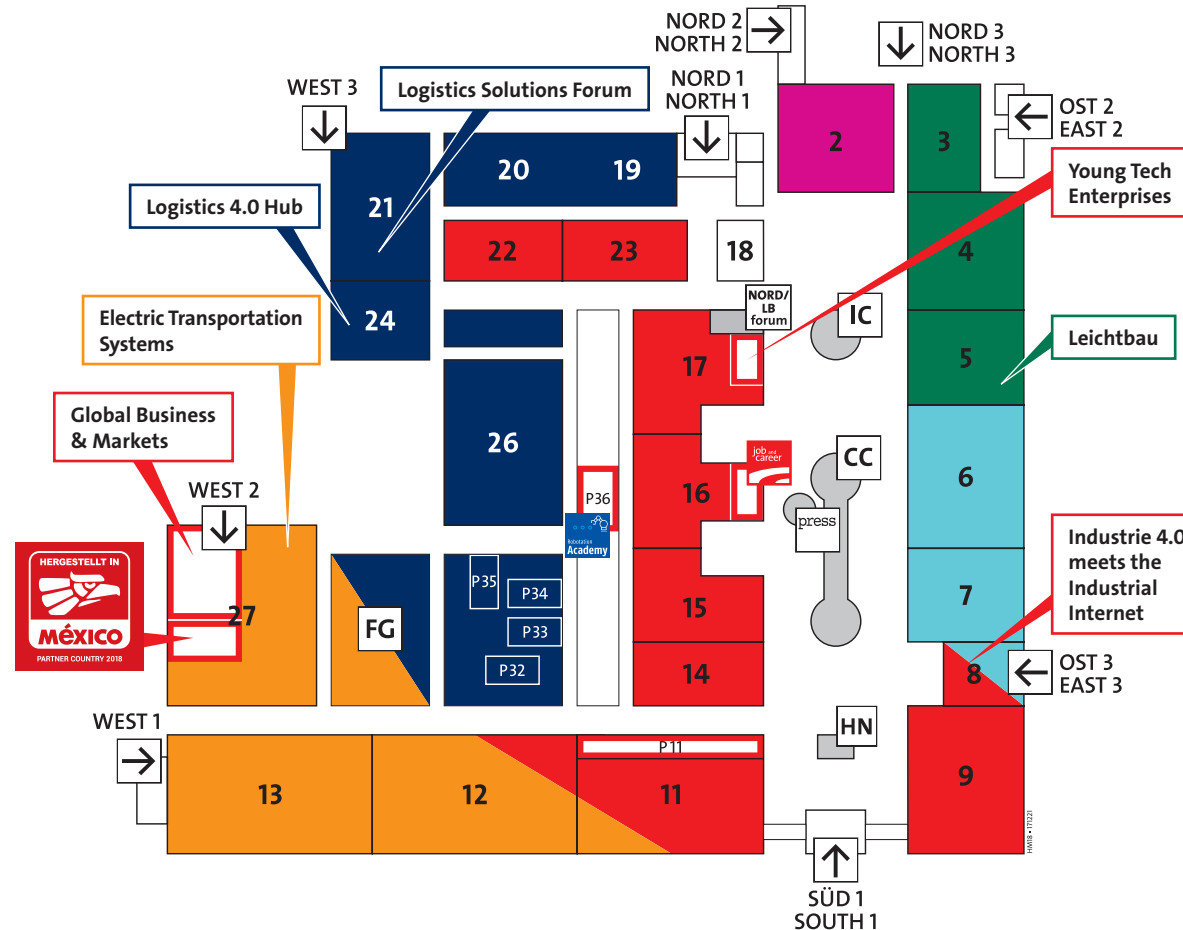 NORD 2
NORTH 2
NORD 3
NORTH 3
WEST 3
Logistics Solutions Forum
NORD 1
NORTH 1
OST 2
EAST 2
2
3
20
19
Young Tech
Enterprises
21
Logistics 4.0 Hub
22
23
18
4
24
NORD/
LB
forum
IC
Electric Transportation
Systems
17
5
Leichtbau
Global Business
& Markets
26
job and
career
CC
6
WEST 2
P36
16
press
Robotation
Academy
Industrie 4.0
meets the
Industrial
Internet
HERGESTELLT IN
MéXICO
PARTNER COUNTRY 2018
27
FG
P35
P34
P33
P32
15
7
14
8
OST 3
EAST 3
WEST 1
HN
P 11
13
12
11
9
HM18 • 171221
SÜD 1
SOUTH 1